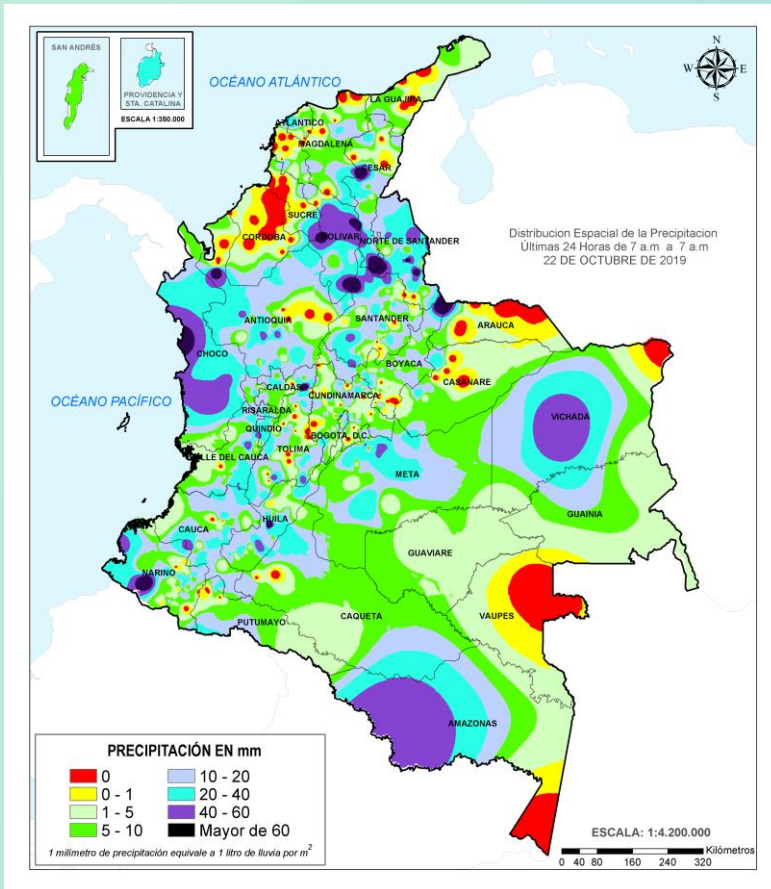 SAN ANDRÉS
PROVIDENCIA Y
STA. CATALINA
ESCALA 1:350.000
OCÉANO ATLÁNTICO
N
W E
S
LA GUAJIRA
ATLANTICO
MAGDALENA
CESAR
SUCRE
CORDOBA
BOLIVAR
NORTE DE SANTANDER
Distribucion Espacial de la Precipitacion
Últimas 24 Horas de 7 a.m a 7 a.m
22 DE OCTUBRE DE 2019
ANTIOQUIA
SANTANDER
ARAUCA
CHOCO
BOYACA
CASANARE
OCÉANO PACÍFICO
CALDAS
CUNDINAMARCA
RISARALDA
VICHADA
QUINDIO
BOGOTA, D.C.
TOLIMA
VALLE DEL CAUCA
META
GUAINIA
HUILA
CAUCA
GUAVIARE
NARINO
PUTUMAYO
CAQUETA
VAUPES
AMAZONAS
PRECIPITACIÓN EN mm
0
0 - 1
1 - 5
5 - 10
10 - 20
20 - 40
40 - 60
Mayor de 60
1 milímetro de precipitación equivale a 1 litro de lluvia por m²
ESCALA: 1:4.200.000
Kilómetros
0 40 80 160 240 320